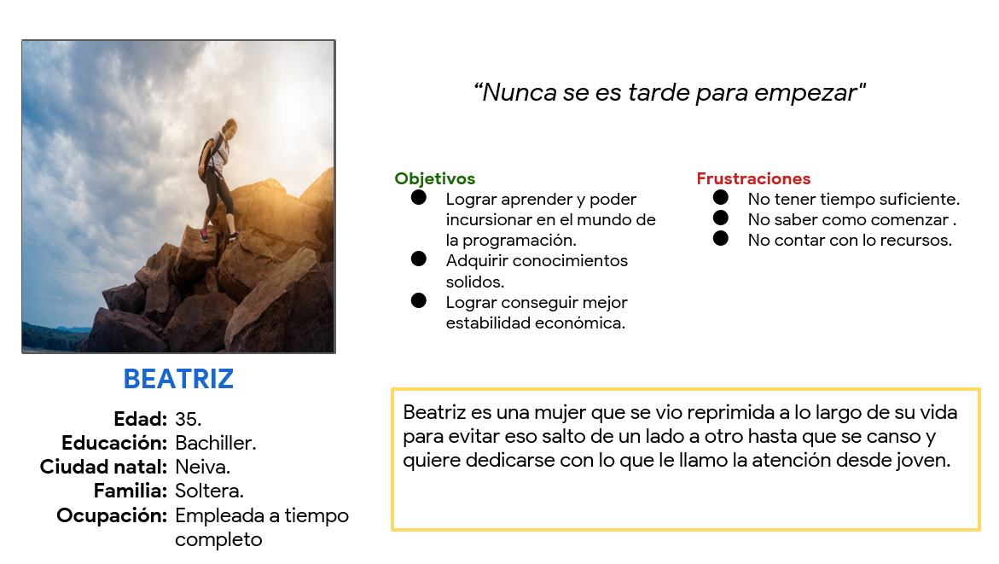 “Nunca se es tarde para empezar"
Objetivos
● Lograr aprender y poder
incursionar en el mundo de
la programación.
● Adquirir conocimientos
solidos.
● Lograr conseguir mejor
estabilidad económica.
Frustraciones
● No tener tiempo suficiente.
● No saber como comenzar .
● No contar con lo recursos.
BEATRIZ
Edad: 35.
Educación: Bachiller.
Ciudad natal: Neiva.
Familia: Soltera.
Ocupación: Empleada a tiempo
completo
Beatriz es una mujer que se vio reprimida a lo largo de su vida
para evitar eso salto de un lado a otro hasta que se canso y
quiere dedicarse con lo que le llamo la atención desde joven.